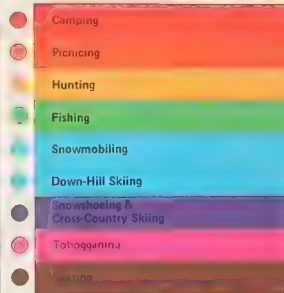 Camping
Picnicing
Hunting
Fishing
Snowmobiling
Down-Hill Skiing
Snowshoeing &
Cross-Country Skiing
Tobogganing